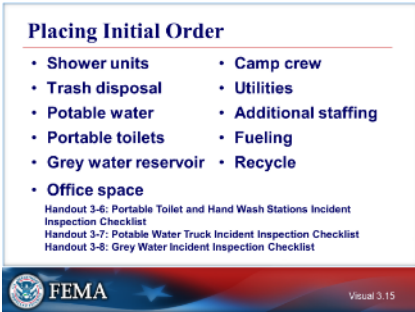 Placing Initial Order
• Shower units
• Trash disposal
• Potable water
• Portable toilets
• Grey water reservoir
• Office space
• Camp crew
• Utilities
• Additional staffing
• Fueling
• Recycle
Handout 3-6: Portable Toilet and Hand Wash Stations Incident
Inspection Checklist
Handout 3-7: Potable Water Truck Incident Inspection Checklist
Handout 3-8: Grey Water Incident Inspection Checklist
FEMA
Visual 3.15